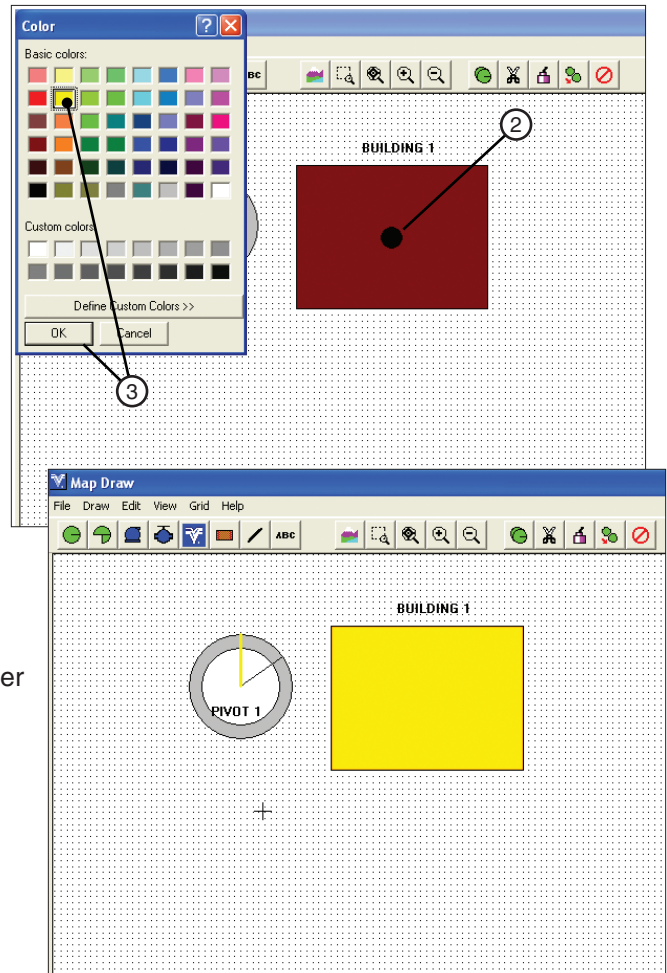 Color
Basic colors:
BC
2
BUILDING 1
Custom colors
Define Custom Colors >>
OK Cancel
3
Map Draw
File Draw Edit View Grid Help
ABC
BUILDING 1
er
PIVOT 1